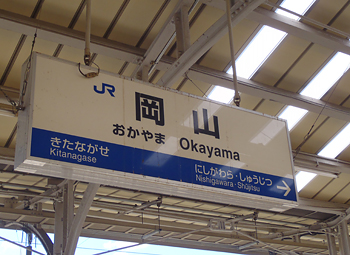 JR
岡山
おかやま Okayama
きたながせ
Kitanagase
にしがわら・しゅうじつ
Nishigawara・Shūjitsu